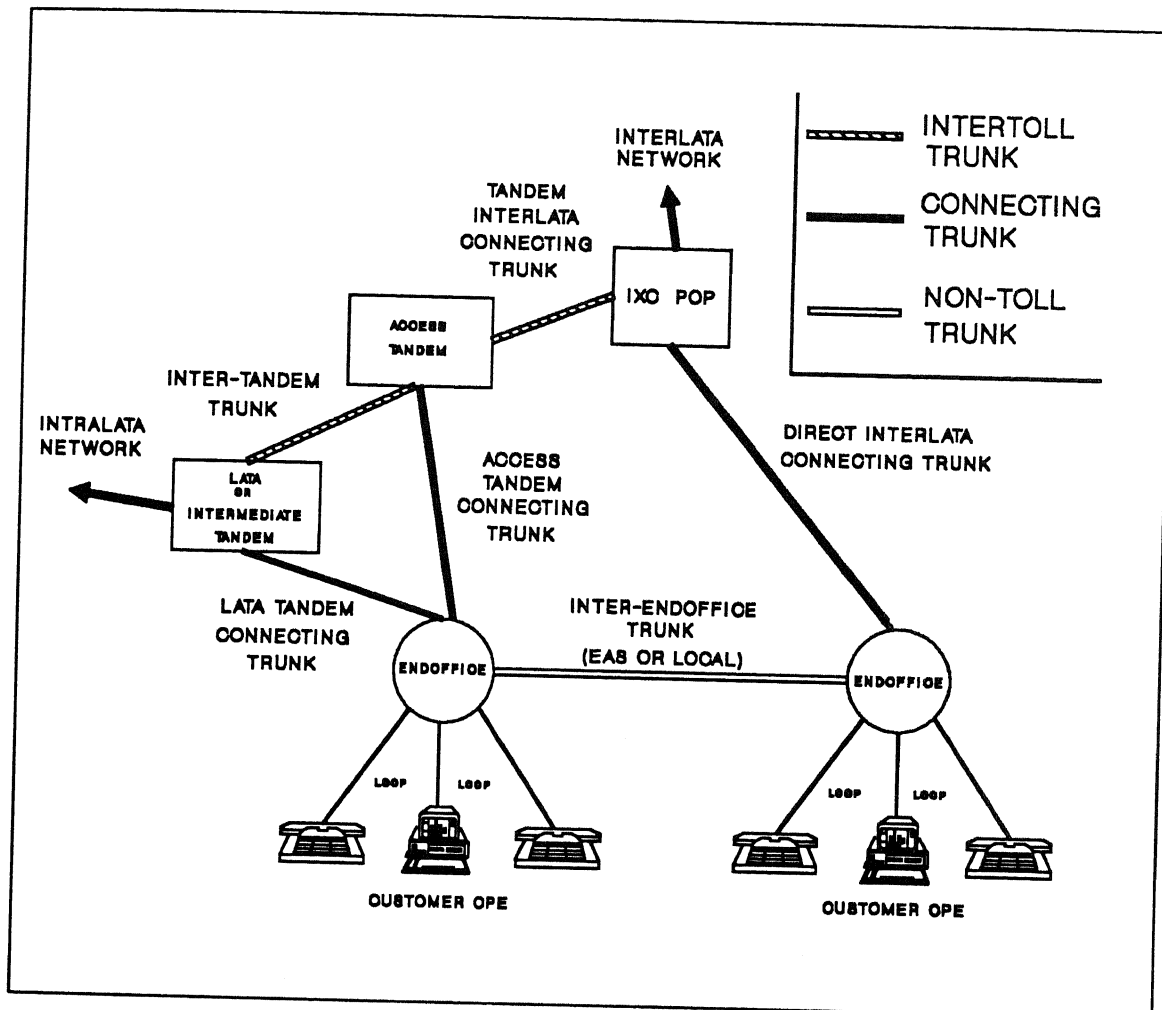 INTERLATA
NETWORK
TANDEM
INTERLATA
CONNECTING
TRUNK
INTERTOLL
TRUNK
CONNECTING
TRUNK
NON-TOLL
TRUNK
IXC POP
ACCESS
TANDEM
INTER-TANDEM
TRUNK
INTRALATA
NETWORK
LATA
OR
INTERMEDIATE
TANDEM
ACCESS
TANDEM
CONNECTING
TRUNK
DIRECT INTERLATA
CONNECTING TRUNK
LATA TANDEM
CONNECTING
TRUNK
INTER-ENDOFFICE
TRUNK
(EAS OR LOCAL)
ENDOFFICE
ENDOFFICE
LOOP
LOOP
LOOP
LOOP
CUSTOMER CPE
CUSTOMER CPE